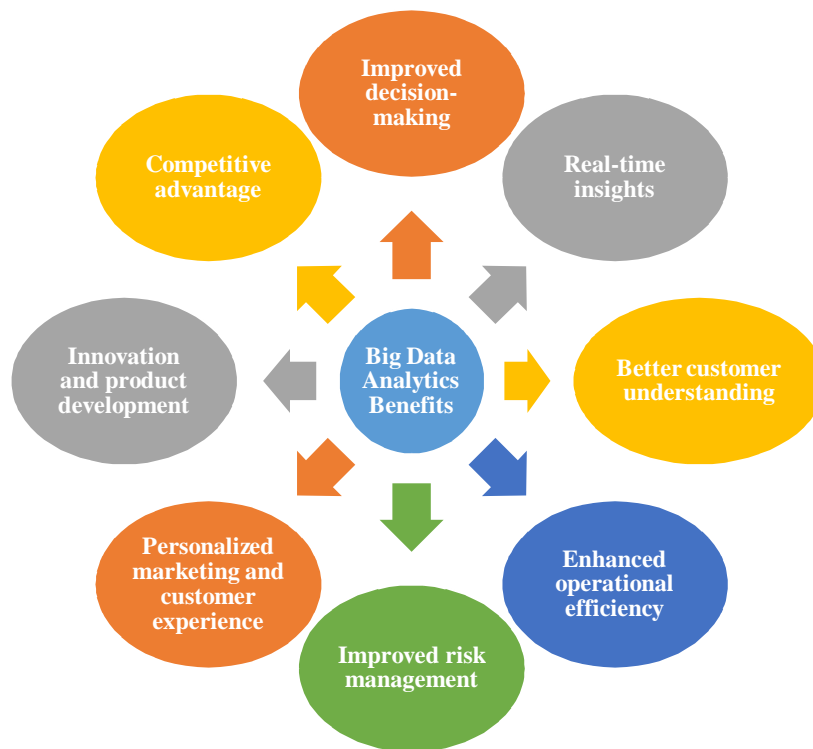 Improved
decision-
making
Real-time
insights
Better customer
understanding
Enhanced
operational
efficiency
Improved risk
management
Personalized
marketing and
customer
experience
Innovation
and product
development
Competitive
advantage
Big Data
Analytics
Benefits